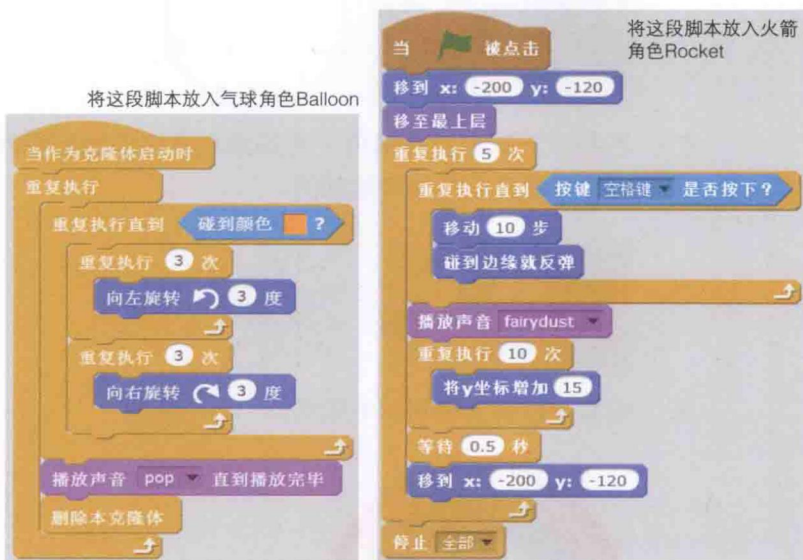 将这段脚本放入气球角色Balloon
当作为克隆体启动时
重复执行
重复执行直到 碰到颜色 ?
重复执行 3 次
向左旋转 3 度
重复执行 3 次
向右旋转 3 度
播放声音 pop 直到播放完毕
删除本克隆体
将这段脚本放入火箭
角色Rocket
当 被点击
移到 x: -200 y: -120
移至最上层
重复执行 5 次
重复执行直到 按键 空格键 是否按下?
移动 10 步
碰到边缘就反弹
播放声音 fairydust
重复执行 10 次
将y坐标增加 15
等待 0.5 秒
移到 x: -200 y: -120
停止 全部